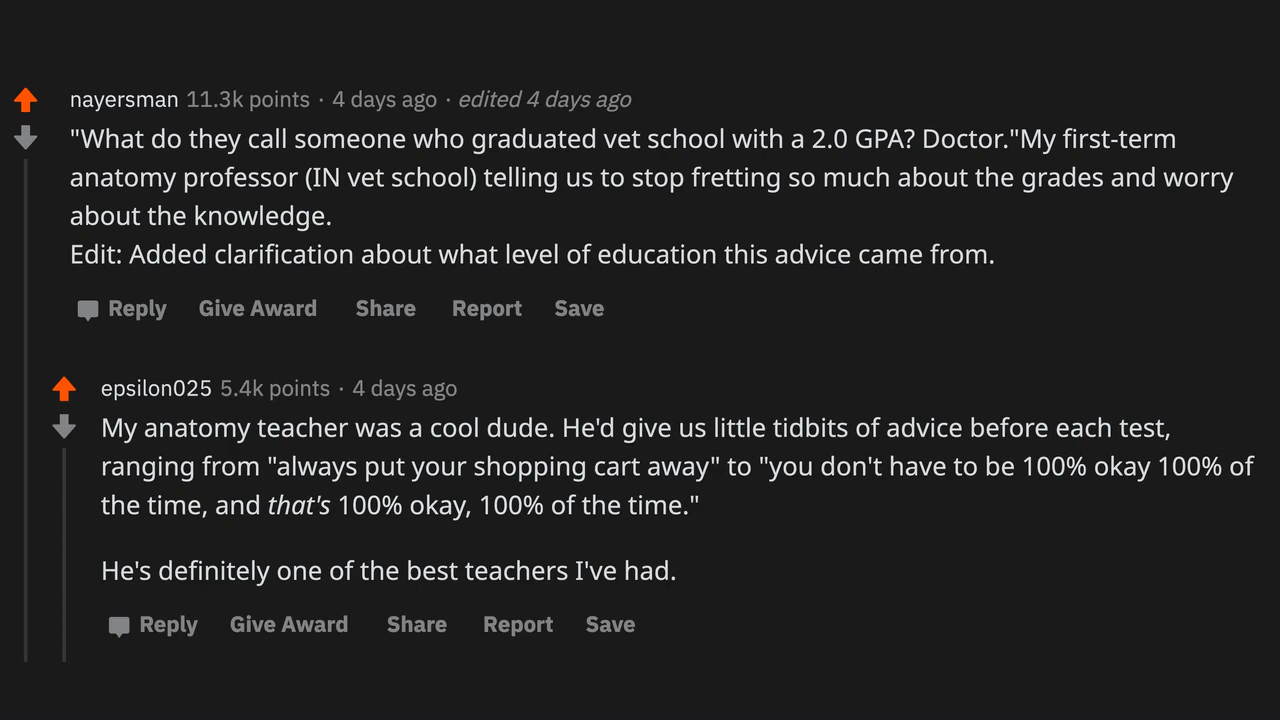 nayersman 11.3k points · 4 days ago · edited 4 days ago
"What do they call someone who graduated vet school with a 2.0 GPA? Doctor."My first-term
anatomy professor (IN vet school) telling us to stop fretting so much about the grades and worry
about the knowledge.
Edit: Added clarification about what level of education this advice came from.
Reply Give Award Share Report Save
epsilon025 5.4k points · 4 days ago
My anatomy teacher was a cool dude. He'd give us little tidbits of advice before each test,
ranging from "always put your shopping cart away" to "you don't have to be 100% okay 100% of
the time, and that's 100% okay, 100% of the time."
He's definitely one of the best teachers I've had.
Reply Give Award Share Report Save